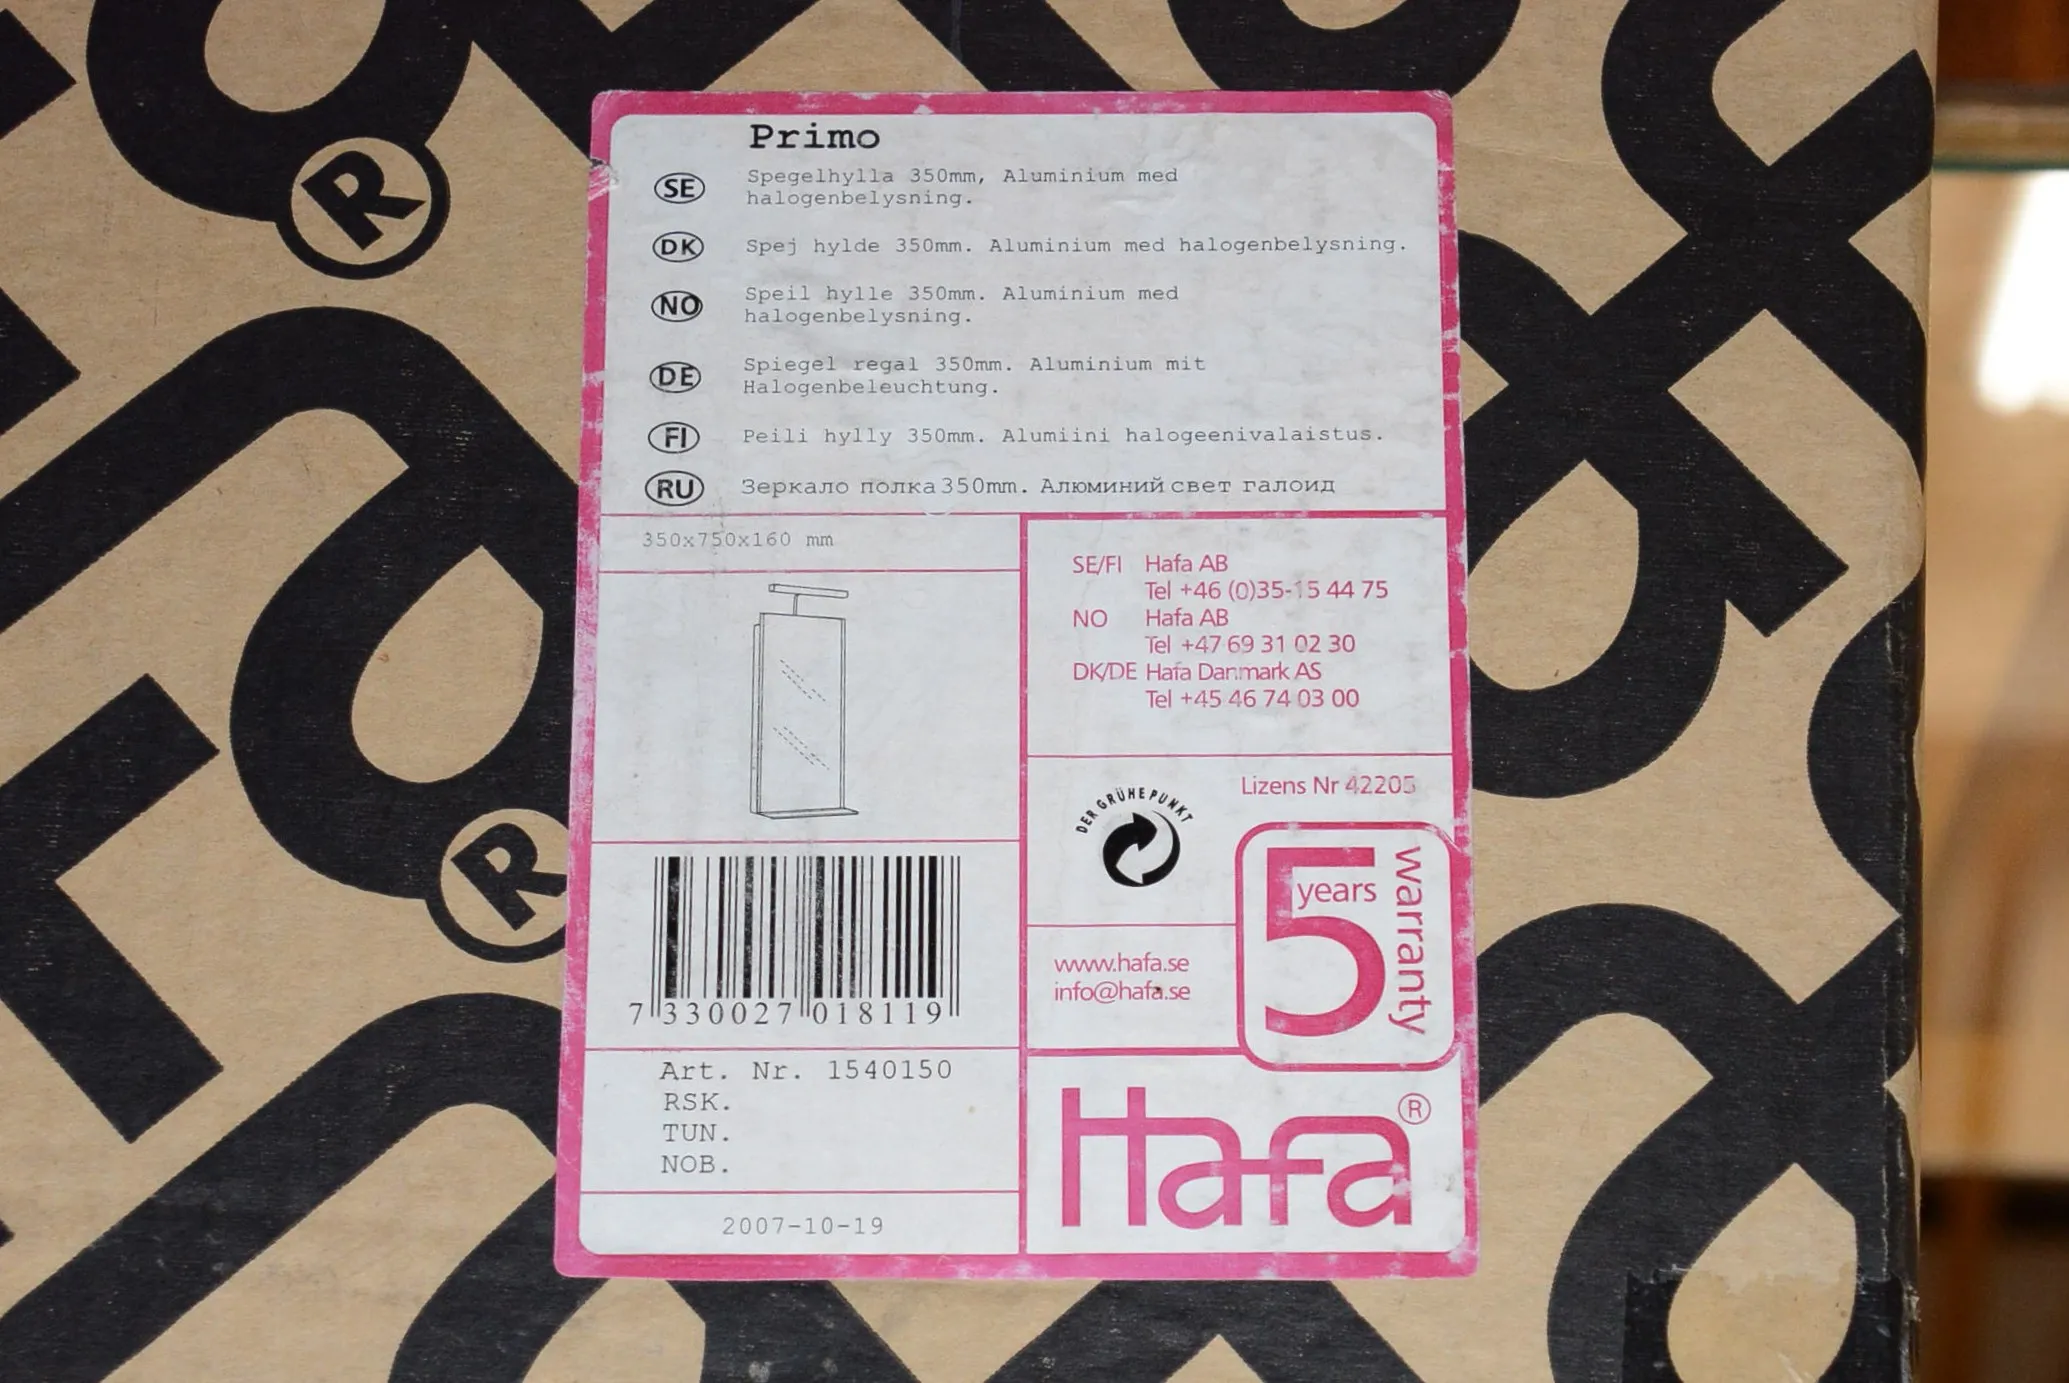 Primo
SE Spegelhylla 350mm, Aluminium med
halogenbelysning.
DK Spej hylde 350mm. Aluminium med halogenbelysning.
NO Speil hylle 350mm. Aluminium med
halogenbelysning.
DE Spiegel regal 350mm. Aluminium mit
Halogenbeleuchtung.
FI Peili hylly 350mm. Alumiini halogeenivalaistus.
RU Зеркало полка 350mm. Алюминий свет галоид
350x750x160 mm
SE/FI Hafa AB
Tel +46 (0)35-15 44 75
NO Hafa AB
Tel +47 69 31 02 30
DK/DE Hafa Danmark AS
Tel +45 46 74 03 00
Lizens Nr 42205
DER GRÜNE PUNKT
5 years warranty
www.hafa.se
info@hafa.se
7 330027 018119
Art. Nr. 1540150
RSK.
TUN.
NOB.
2007-10-19
Hafa®